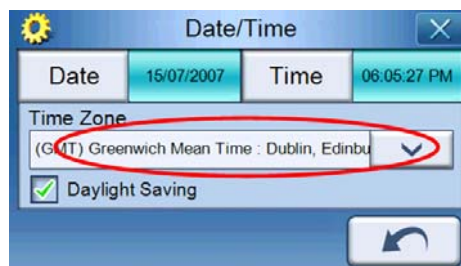 Date/Time
Date 15/07/2007 Time 06:05:27 PM
Time Zone
(GMT) Greenwich Mean Time : Dublin, Edinbu
Daylight Saving